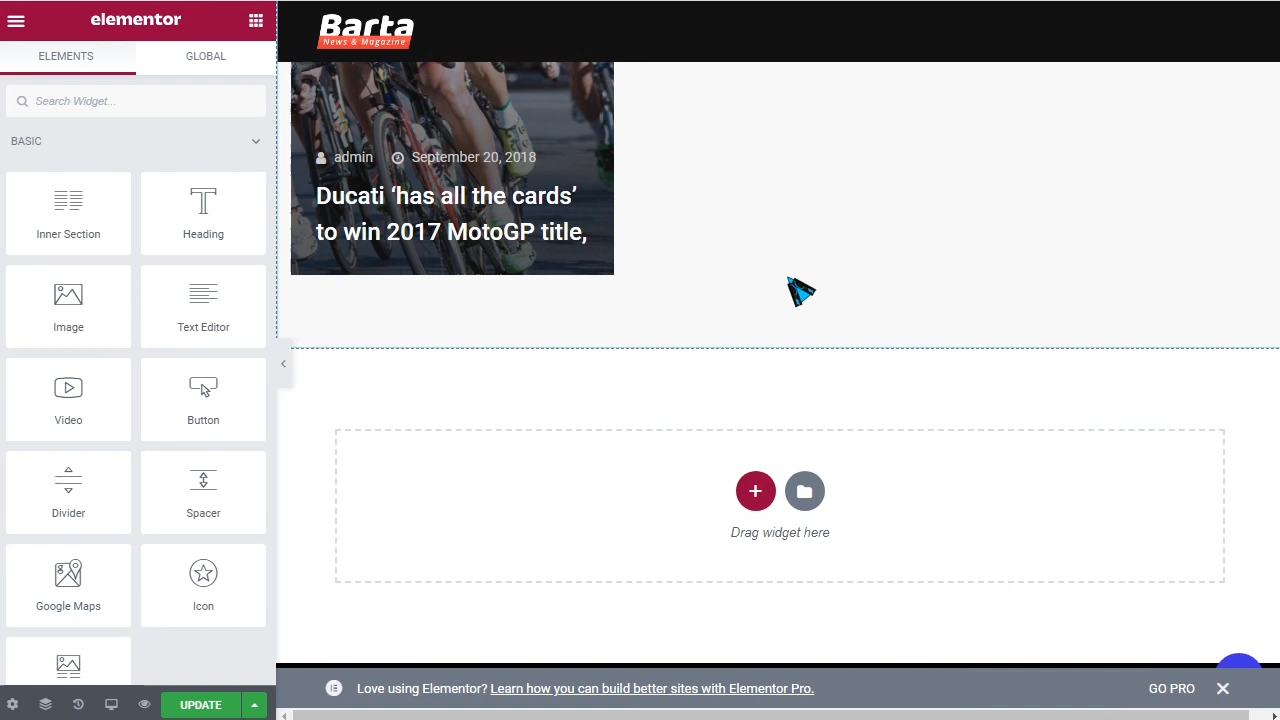 elementor
ELEMENTS
GLOBAL
Search Widget...
BASIC
Inner Section
Heading
Image
Text Editor
Video
Button
Divider
Spacer
Google Maps
Icon
UPDATE
Barta
News & Magazine
admin
September 20, 2018
Ducati ‘has all the cards’
to win 2017 MotoGP title,
Drag widget here
Love using Elementor? Learn how you can build better sites with Elementor Pro.
GO PRO